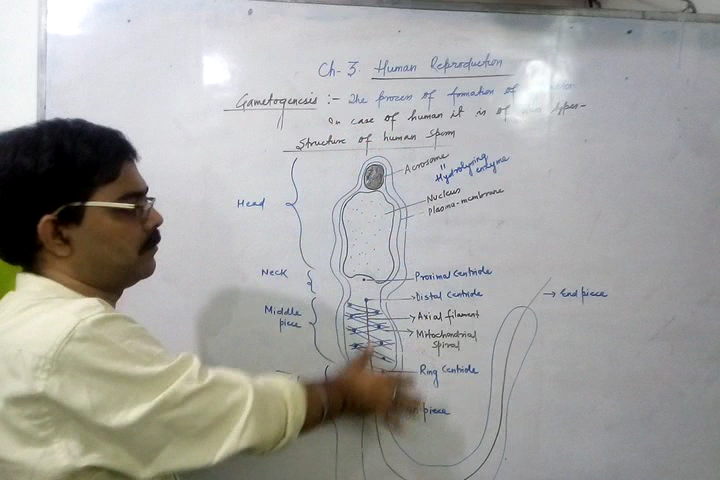 Ch-3. Human Reproduction
Gametogenesis :- The process of formation of
In case of human it is of types-
Structure of human sperm
Acrosome
"
Hydrolyzing
enzyme
Nucleus
Plasma-membrane
Head
Neck
Proximal Centriole
Distal Centriole
End piece
Middle
piece
Axial filament
Mitochondrial
Spiral
Ring Centriole
piece